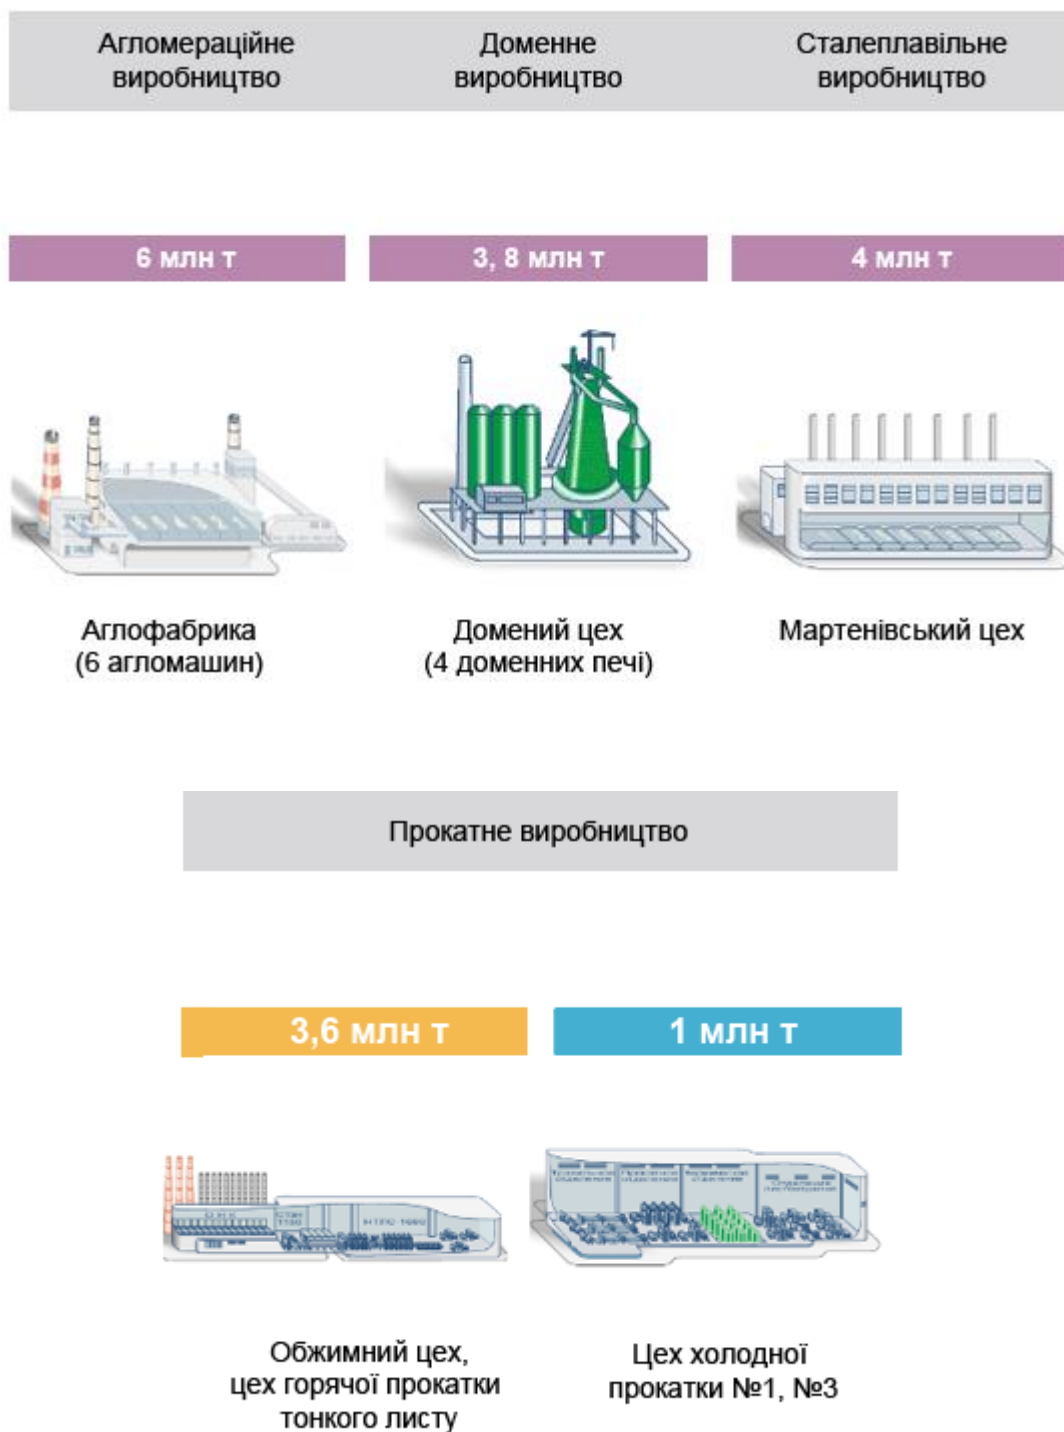 Агломераційне
виробництво
Доменне
виробництво
Сталеплавільне
виробництво
6 млн т
3, 8 млн т
4 млн т
Аглофабрика
(6 агломашин)
Домений цех
(4 доменних печі)
Мартенівський цех
Прокатне виробництво
3,6 млн т
1 млн т
Обжимний цех,
цех горячої прокатки
тонкого листу
Цех холодної
прокатки №1, №3